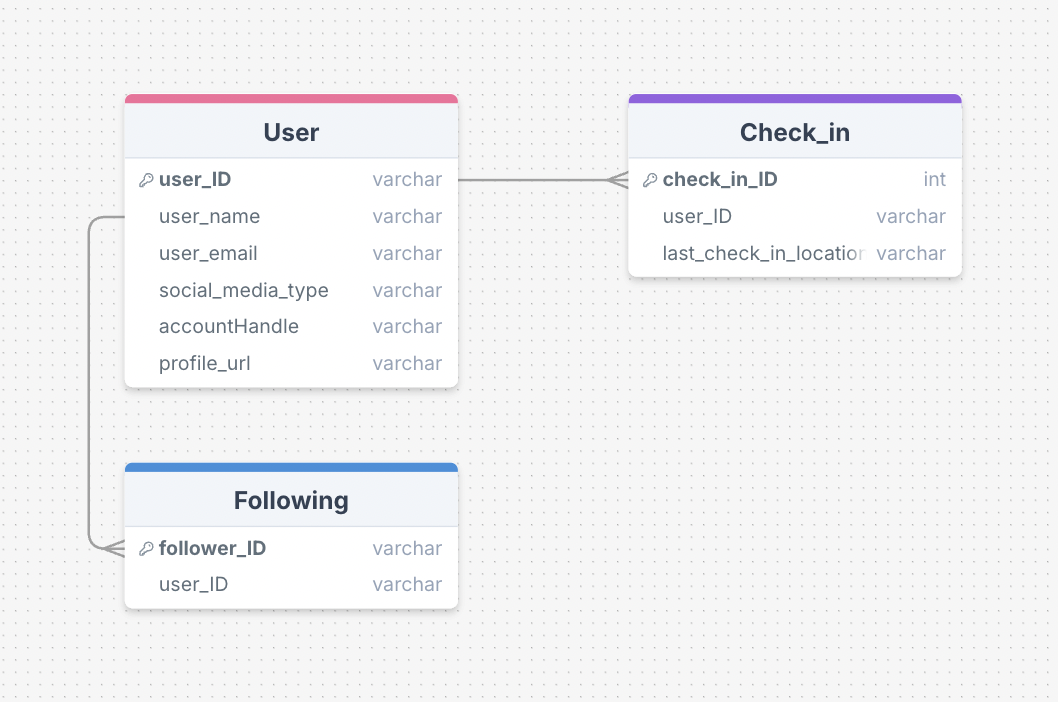 User
user_ID varchar
user_name varchar
user_email varchar
social_media_type varchar
accountHandle varchar
profile_url varchar
Check_in
check_in_ID int
user_ID varchar
last_check_in_location varchar
Following
follower_ID varchar
user_ID varchar